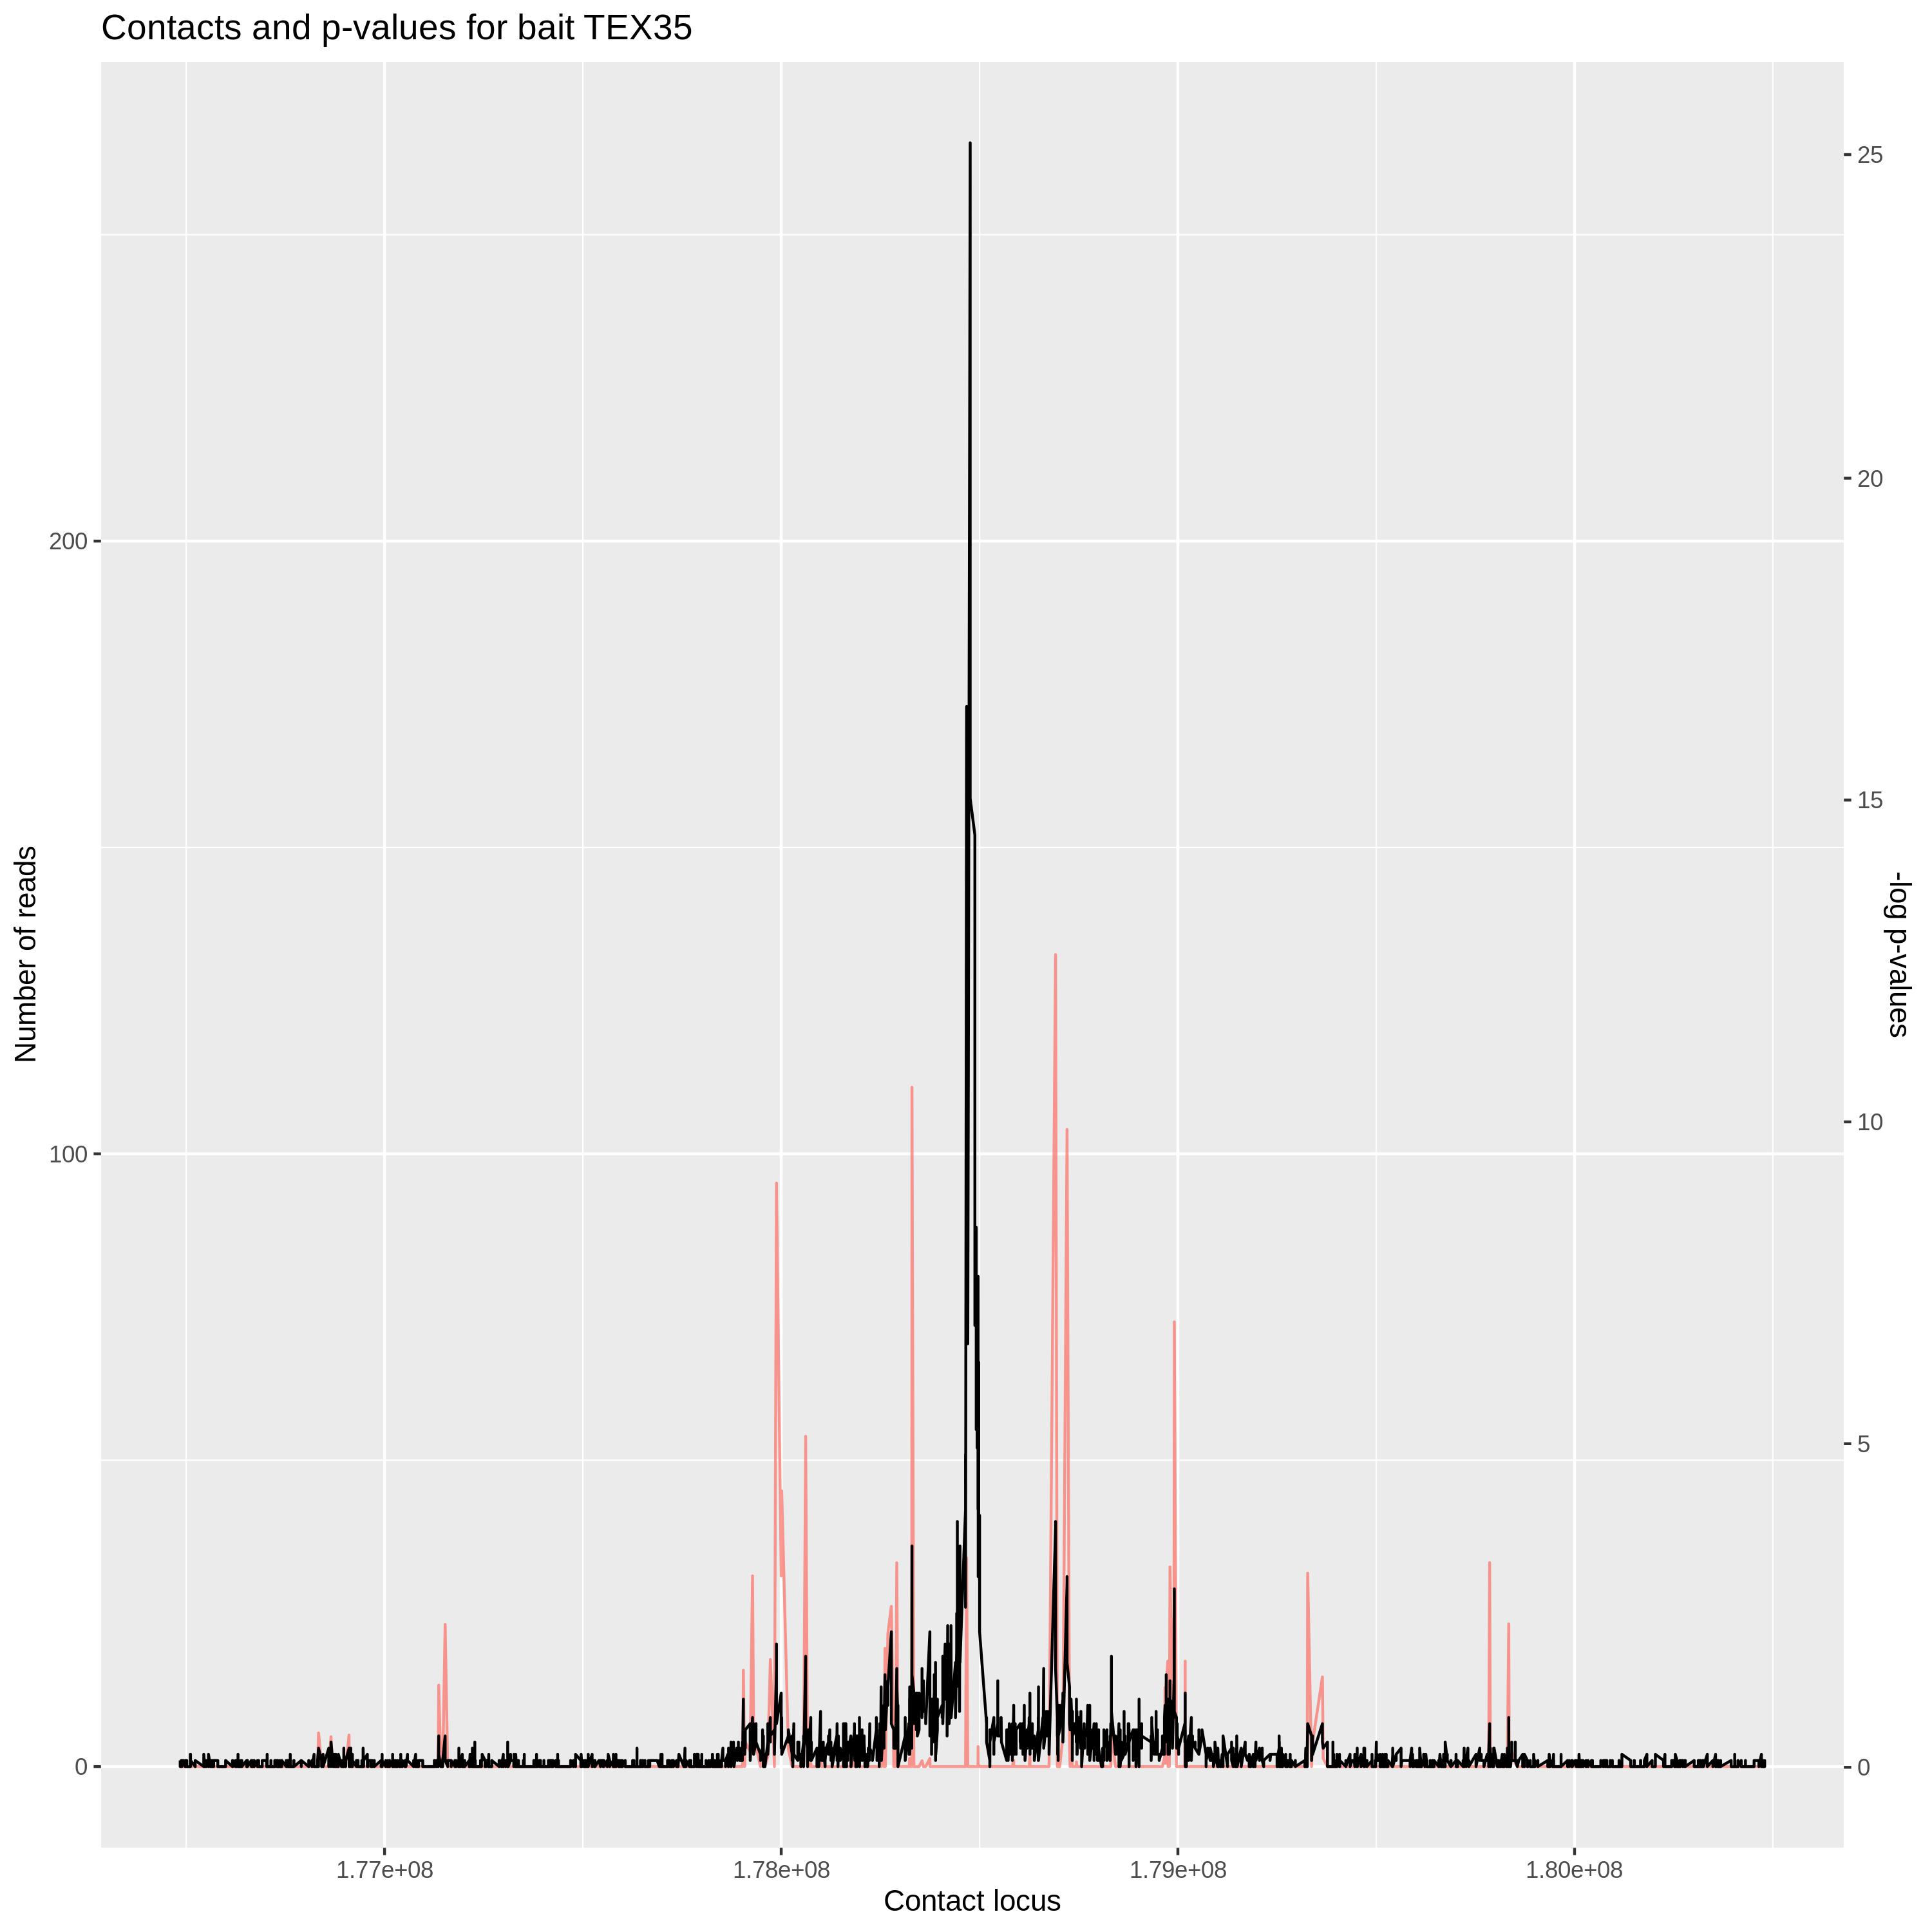 Contacts and p-values for bait TEX35
Number of reads
200
100
0
25
20
15
10
5
0
-log p-values
1.77e+08
1.78e+08
1.79e+08
1.80e+08
Contact locus